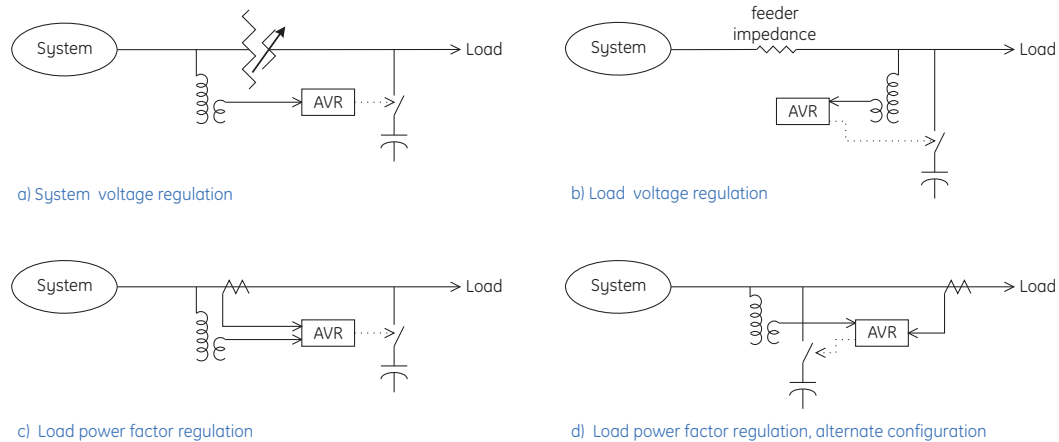 System
Load
AVR
a) System voltage regulation
feeder
impedance
System
Load
AVR
b) Load voltage regulation
System
Load
AVR
c) Load power factor regulation
System
Load
AVR
d) Load power factor regulation, alternate configuration